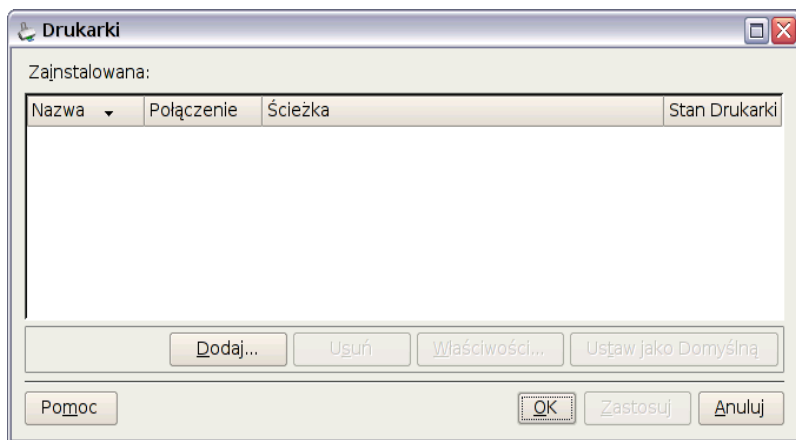 Drukarki
Zainstalowana:
Nazwa Połączenie Ścieżka Stan Drukarki
Dodaj... Usuń Właściwości... Ustaw jako Domyślną
Pomoc OK Zastosuj Anuluj